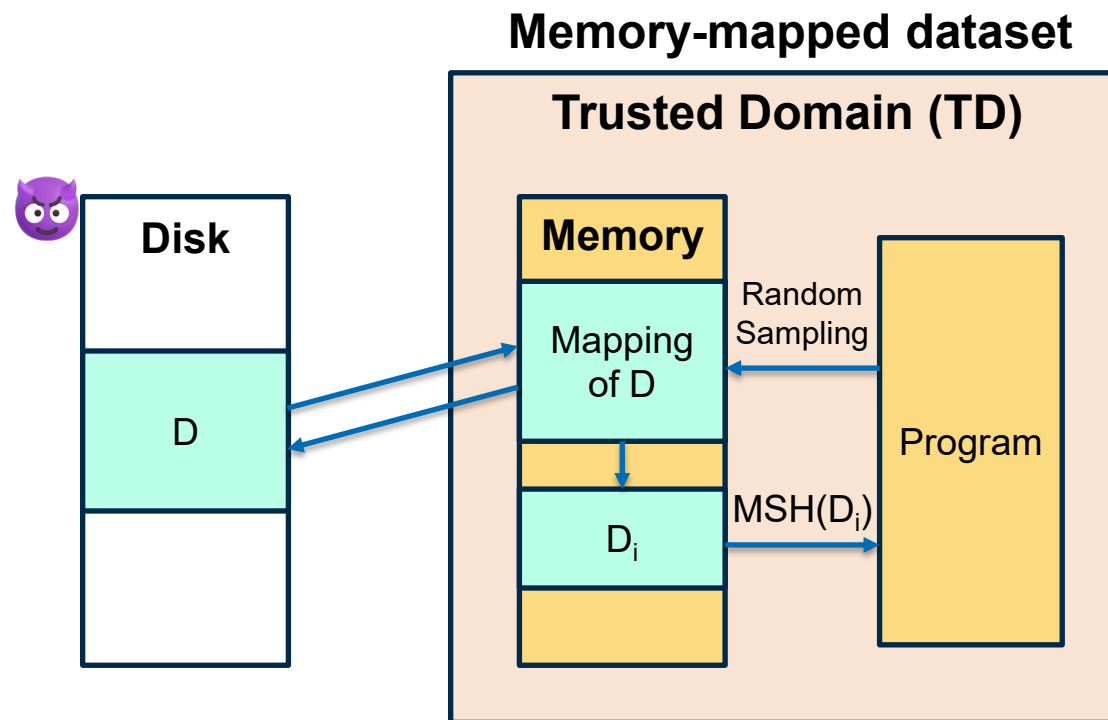 Memory-mapped dataset
Trusted Domain (TD)
Disk
D
Memory
Mapping
of D
Dᵢ
Random
Sampling
MSH(Dᵢ)
Program